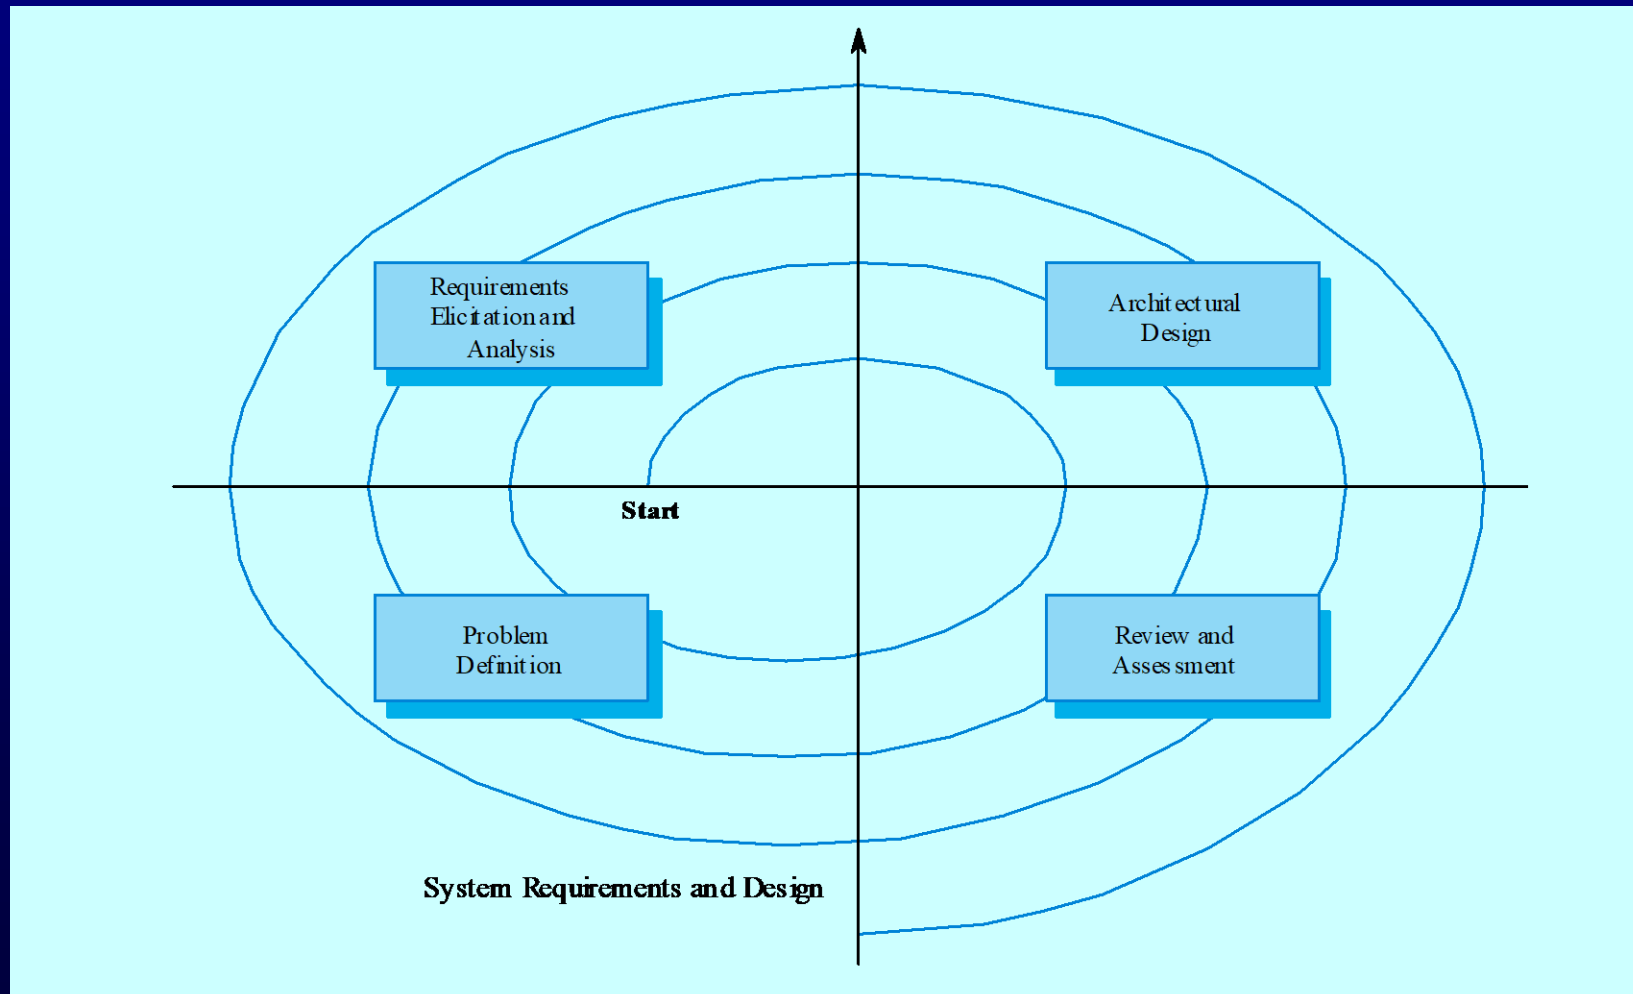 Requirements
Elicitation and
Analysis
Architectural
Design
Start
Problem
Definition
Review and
Assessment
System Requirements and Design